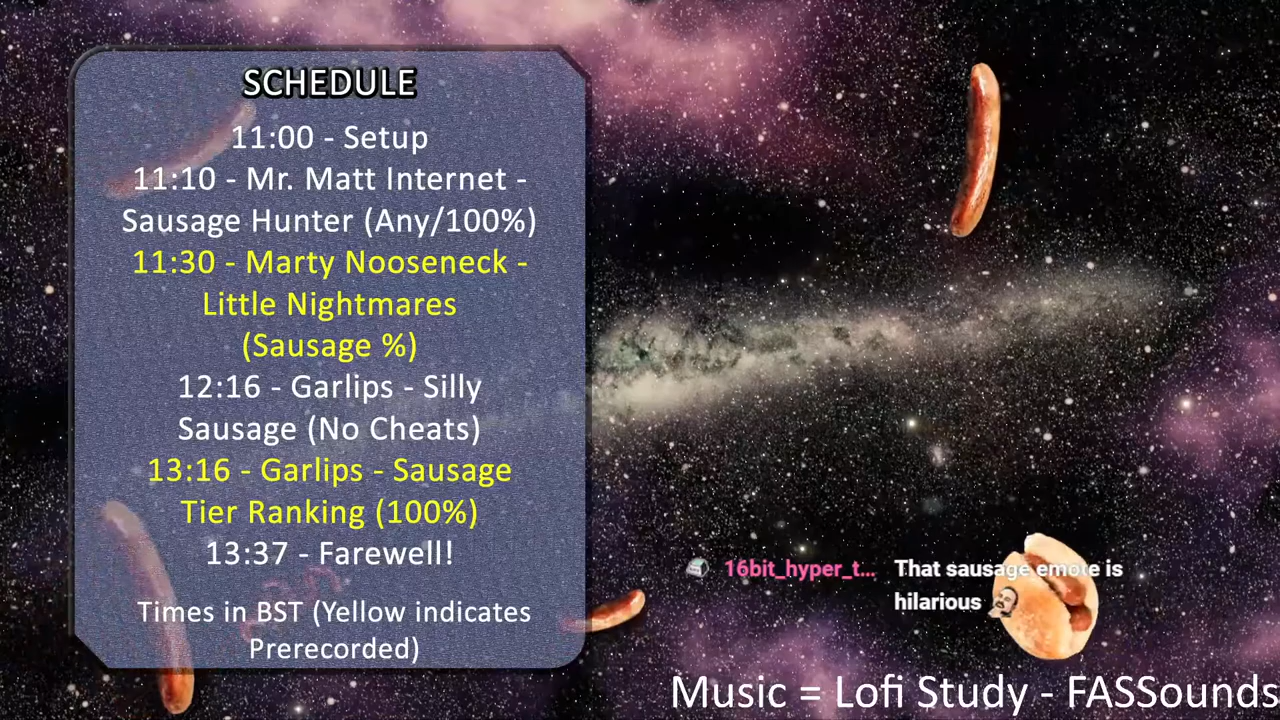 SCHEDULE
11:00 - Setup
11:10 - Mr. Matt Internet -
Sausage Hunter (Any/100%)
11:30 - Marty Nooseneck -
Little Nightmares
(Sausage %)
12:16 - Garlips - Silly
Sausage (No Cheats)
13:16 - Garlips - Sausage
Tier Ranking (100%)
13:37 - Farewell!
Times in BST (Yellow indicates
Prerecorded)
16bit_hyper_t... That sausage emote is
hilarious
Music = Lofi Study - FASSounds